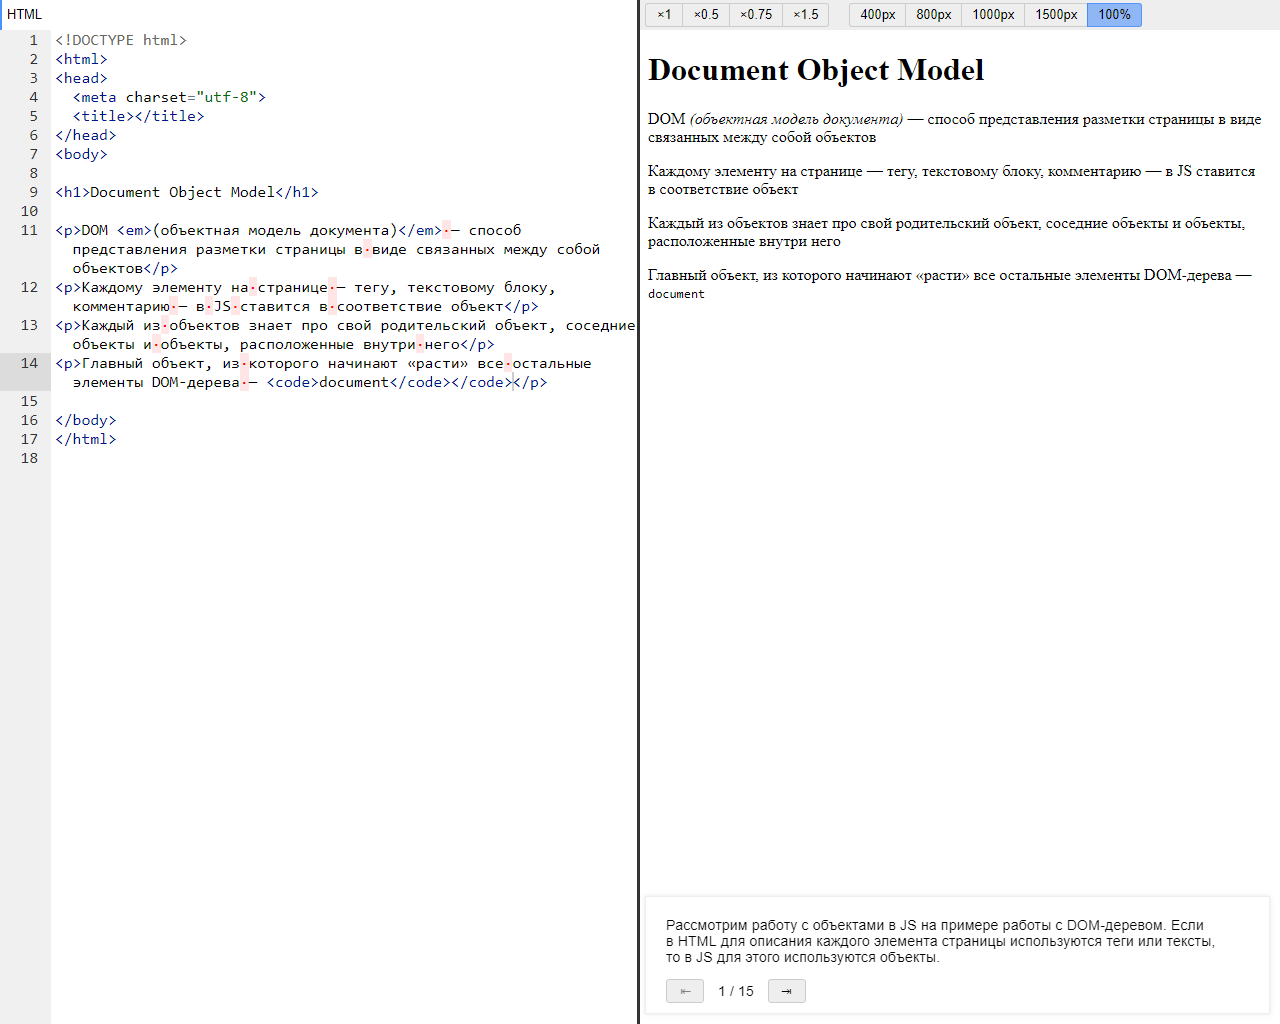 HTML
×1 ×0.5 ×0.75 ×1.5 400px 800px 1000px 1500px 100%
1 <!DOCTYPE html>
2 <html>
3 <head>
4 <meta charset="utf-8">
5 <title></title>
6 </head>
7 <body>
8
9 <h1>Document Object Model</h1>
10
11 <p>DOM <em>(объектная модель документа)</em>·— способ
представления разметки страницы в·виде связанных между собой
объектов</p>
12 <p>Каждому элементу на·странице·— тегу, текстовому блоку,
комментарию·— в·JS·ставится в·соответствие объект</p>
13 <p>Каждый из·объектов знает про свой родительский объект, соседние
объекты и·объекты, расположенные внутри·него</p>
14 <p>Главный объект, из·которого начинают «расти» все·остальные
элементы DOM-дерева·— <code>document</code></code></p>
15
16 </body>
17 </html>
18
Document Object Model
DOM (объектная модель документа) — способ представления разметки страницы в виде
связанных между собой объектов
Каждому элементу на странице — тегу, текстовому блоку, комментарию — в JS ставится
в соответствие объект
Каждый из объектов знает про свой родительский объект, соседние объекты и объекты,
расположенные внутри него
Главный объект, из которого начинают «расти» все остальные элементы DOM-дерева —
document
Рассмотрим работу с объектами в JS на примере работы с DOM-деревом. Если
в HTML для описания каждого элемента страницы используются теги или тексты,
то в JS для этого используются объекты.
⇤ 1 / 15 ⇥